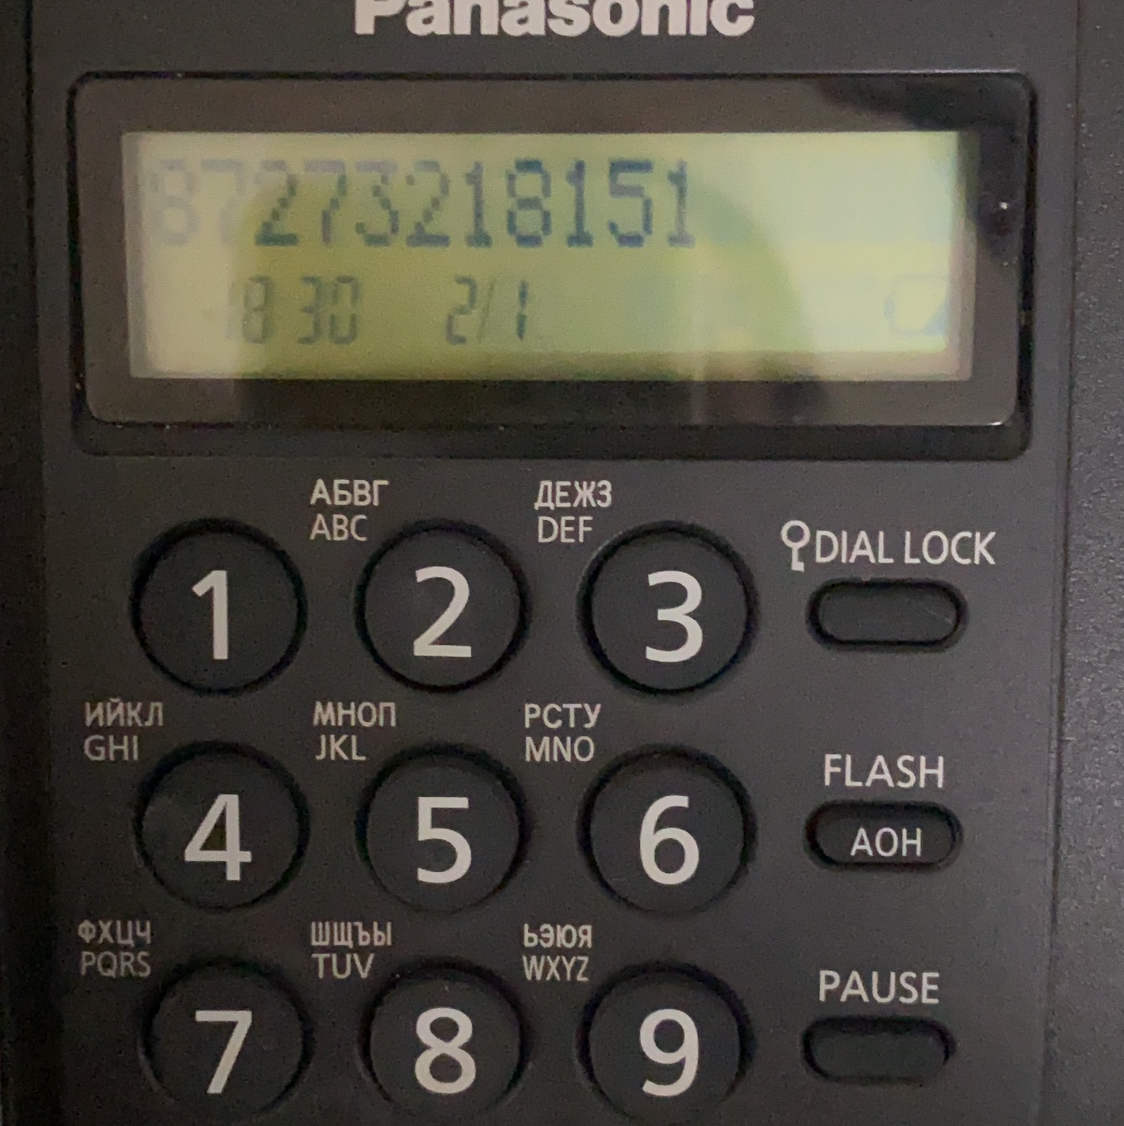 Panasonic
87273218151
18 30 2/1
АБВГ ДЕЖЗ
ABC DEF
1 2 3 DIAL LOCK
ИЙКЛ МНОП РСТУ
GHI JKL MNO
4 5 6 FLASH
АОН
ФХЦЧ ШЩЪЫ ЬЭЮЯ
PQRS TUV WXYZ
7 8 9 PAUSE